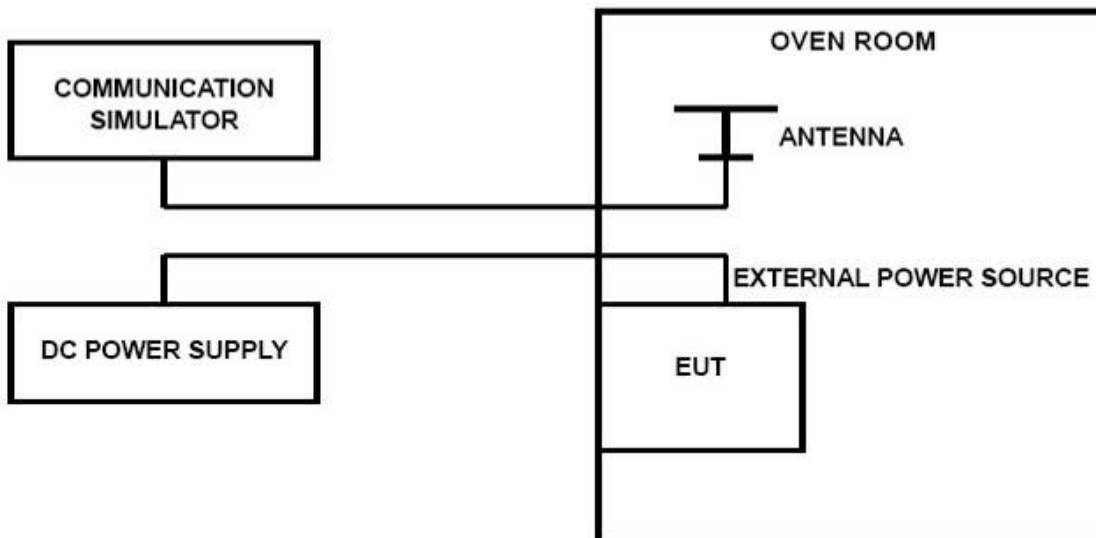 OVEN ROOM
COMMUNICATION
SIMULATOR
ANTENNA
EXTERNAL POWER SOURCE
DC POWER SUPPLY
EUT